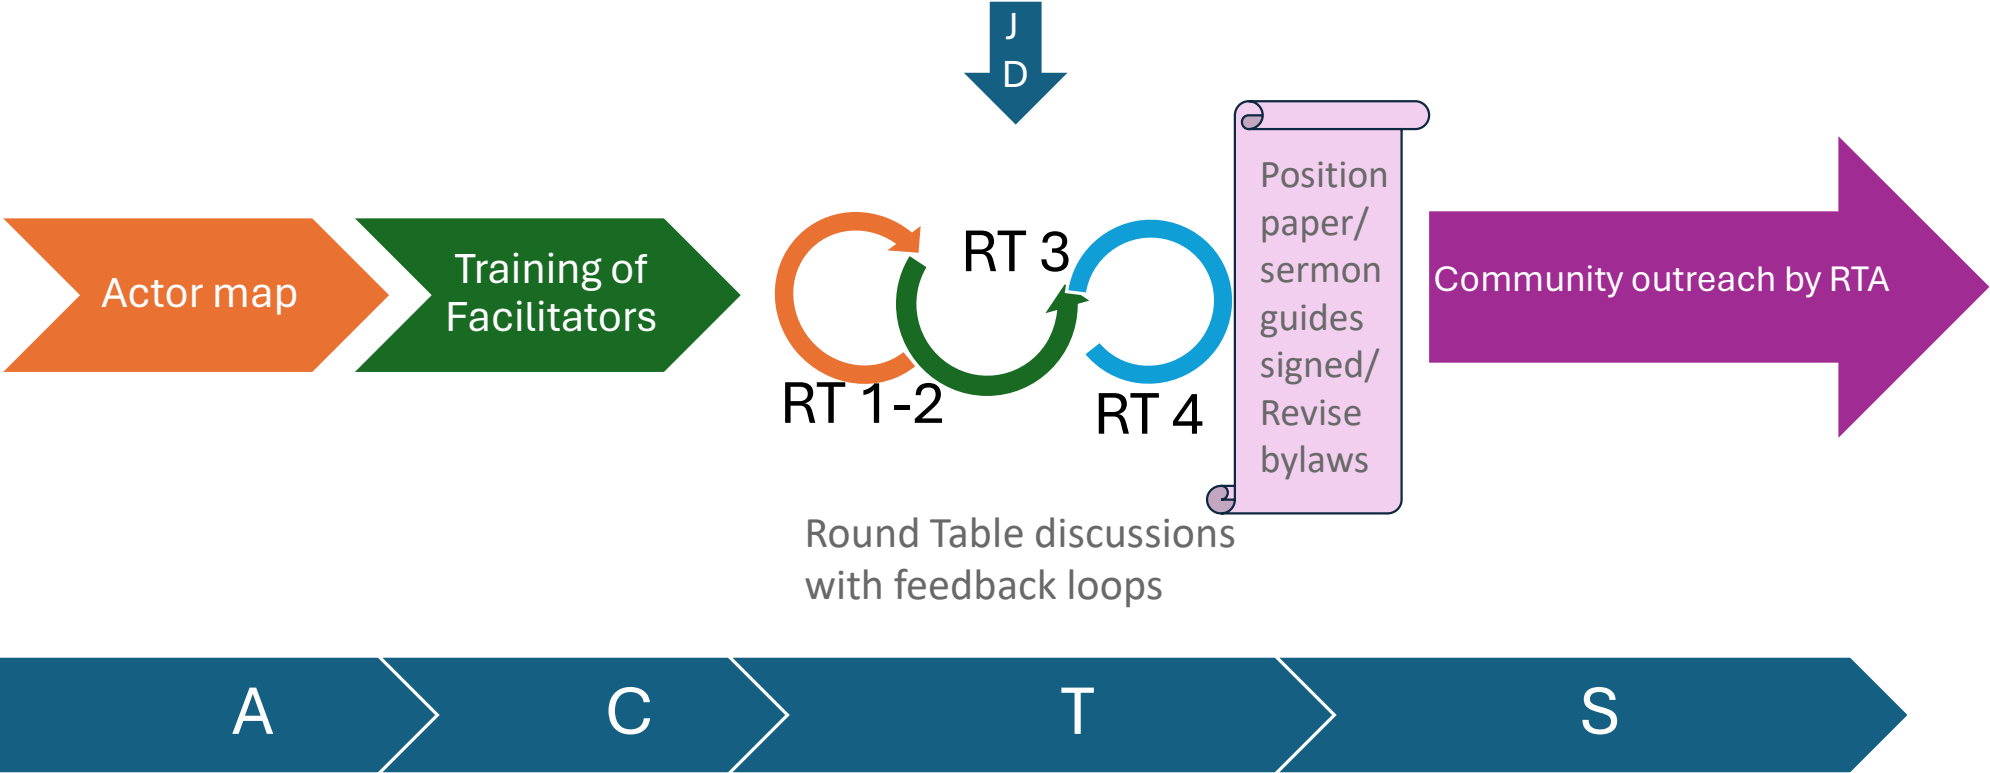 J
D
Actor map
Training of
Facilitators
RT 1-2
RT 3
RT 4
Position
paper/
sermon
guides
signed/
Revise
bylaws
Community outreach by RTA
Round Table discussions
with feedback loops
A
C
T
S